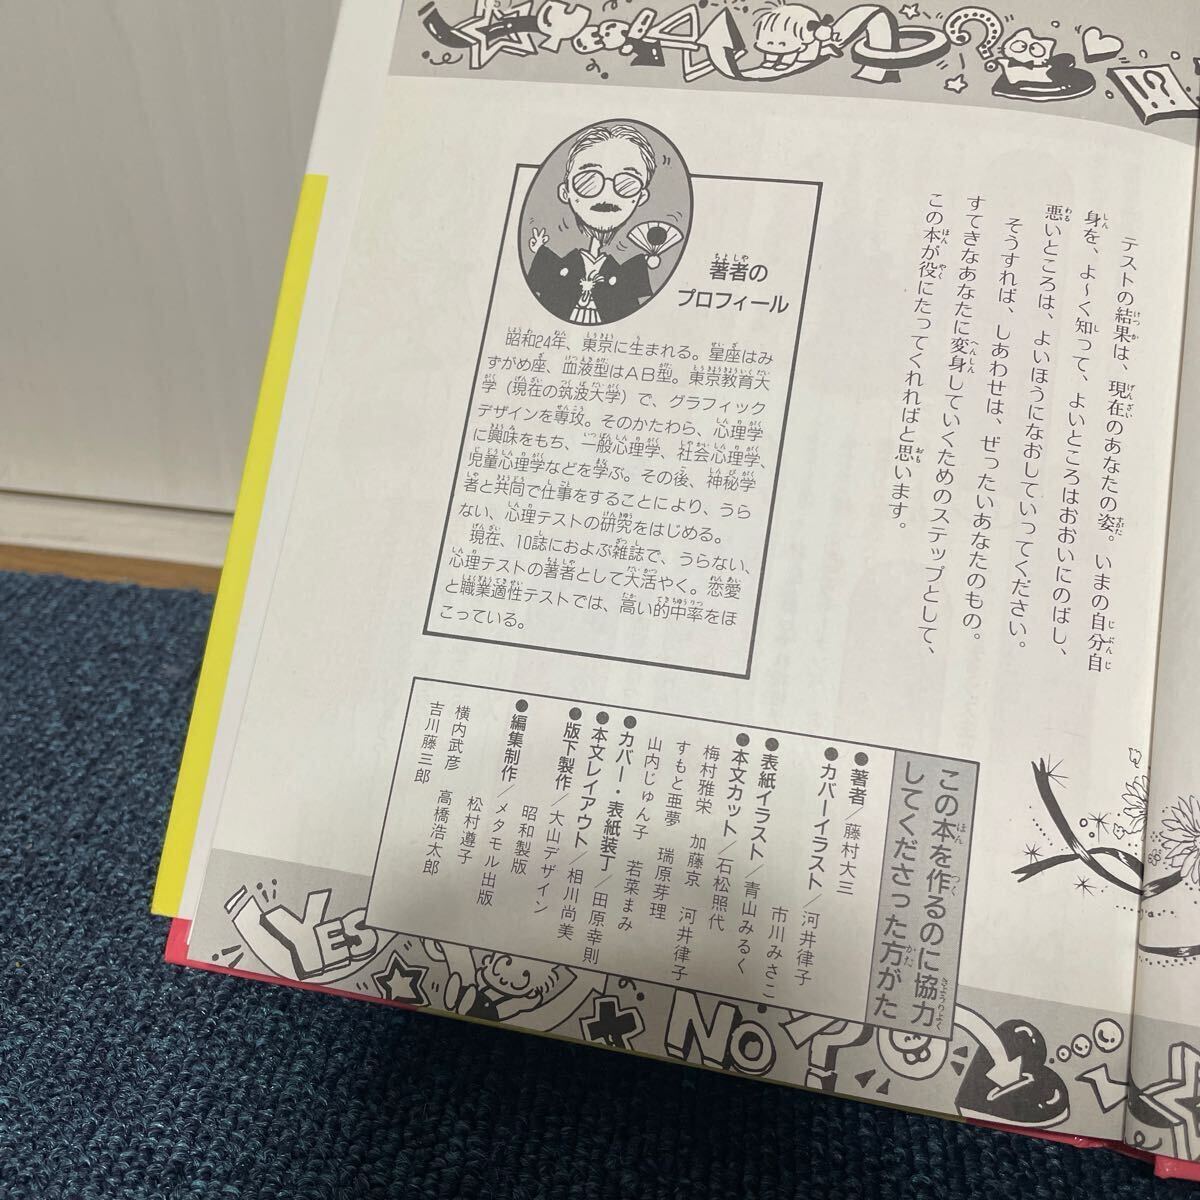 !?
テストの結果は、現在のあなたの姿。いまの自分自
身を、よ〜く知って、よいところはおおいにのばし、
悪いところは、よいほうになおしていってください。
そうすれば、しあわせは、ぜったいあなたのもの。
すてきなあなたに変身していくためのステップとして、
この本が役にたってくれればと思います。
著者の
プロフィール
昭和24年、東京に生まれる。星座はみ
ずがめ座、血液型はAB型。東京教育大
学(現在の筑波大学)で、グラフィック
デザインを専攻。そのかたわら、心理学
に興味をもち、一般心理学、社会心理学、
児童心理学などを学ぶ。その後、神秘学
者と共同で仕事をすることにより、うら
ない、心理テストの研究をはじめる。
現在、10誌におよぶ雑誌で、うらない、
心理テストの著者として大活やく。恋愛
と職業適性テストでは、高い的中率をほ
こっている。
この本を作るのに協力
してくださった方がた
●著者/藤村大三
●カバーイラスト/河井律子
市川みさこ
●表紙イラスト/青山みるく
●本文カット/石松照代
梅村雅栄 加藤京 河井律子
すもと亜夢 瑞原芽理
山内じゅん子 若菜まみ
●カバー・表紙装丁/田原幸則
●本文レイアウト/相川尚美
●版下製作/大山デザイン
昭和製版
●編集制作/メタモル出版
松村遵子
横内武彦 高橋浩太郎
吉川藤三郎
YES
NO
?